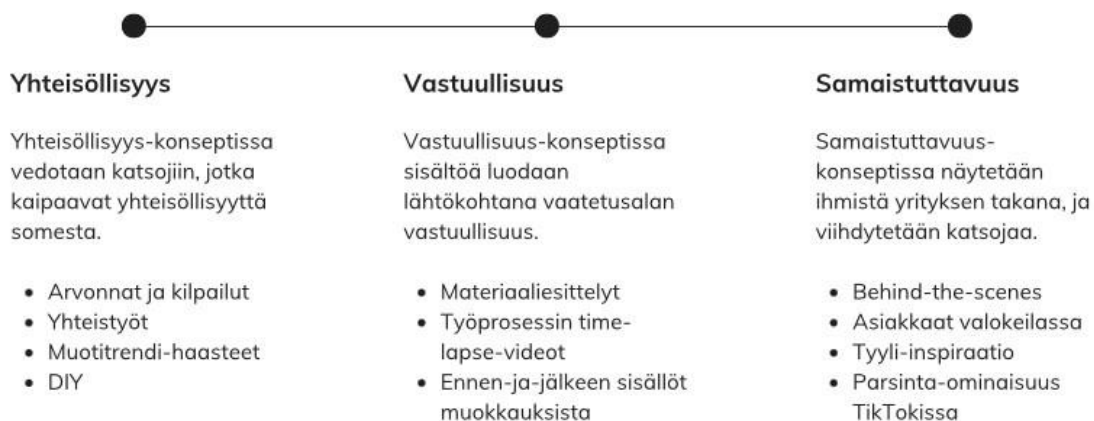 Yhteisöllisyys
Yhteisöllisyys-konseptissa
vedotaan katsojiin, jotka
kaipaavat yhteisöllisyyttä
somesta.
• Arvonnat ja kilpailut
• Yhteistyöt
• Muotitrendi-haasteet
• DIY
Vastuullisuus
Vastuullisuus-konseptissa
sisältöä luodaan
lähtökohtana vaatetusalan
vastuullisuus.
• Materiaaliesittelyt
• Työprosessin time-
lapse-videot
• Ennen-ja-jälkeen sisällöt
muokkauksista
Samaistuttavuus
Samaistuttavuus-
konseptissa näytetään
ihmistä yrityksen takana, ja
viihdytetään katsojaa.
• Behind-the-scenes
• Asiakkaat valokeilassa
• Tyyli-inspiraatio
• Parsinta-ominaisuus
TikTokissa